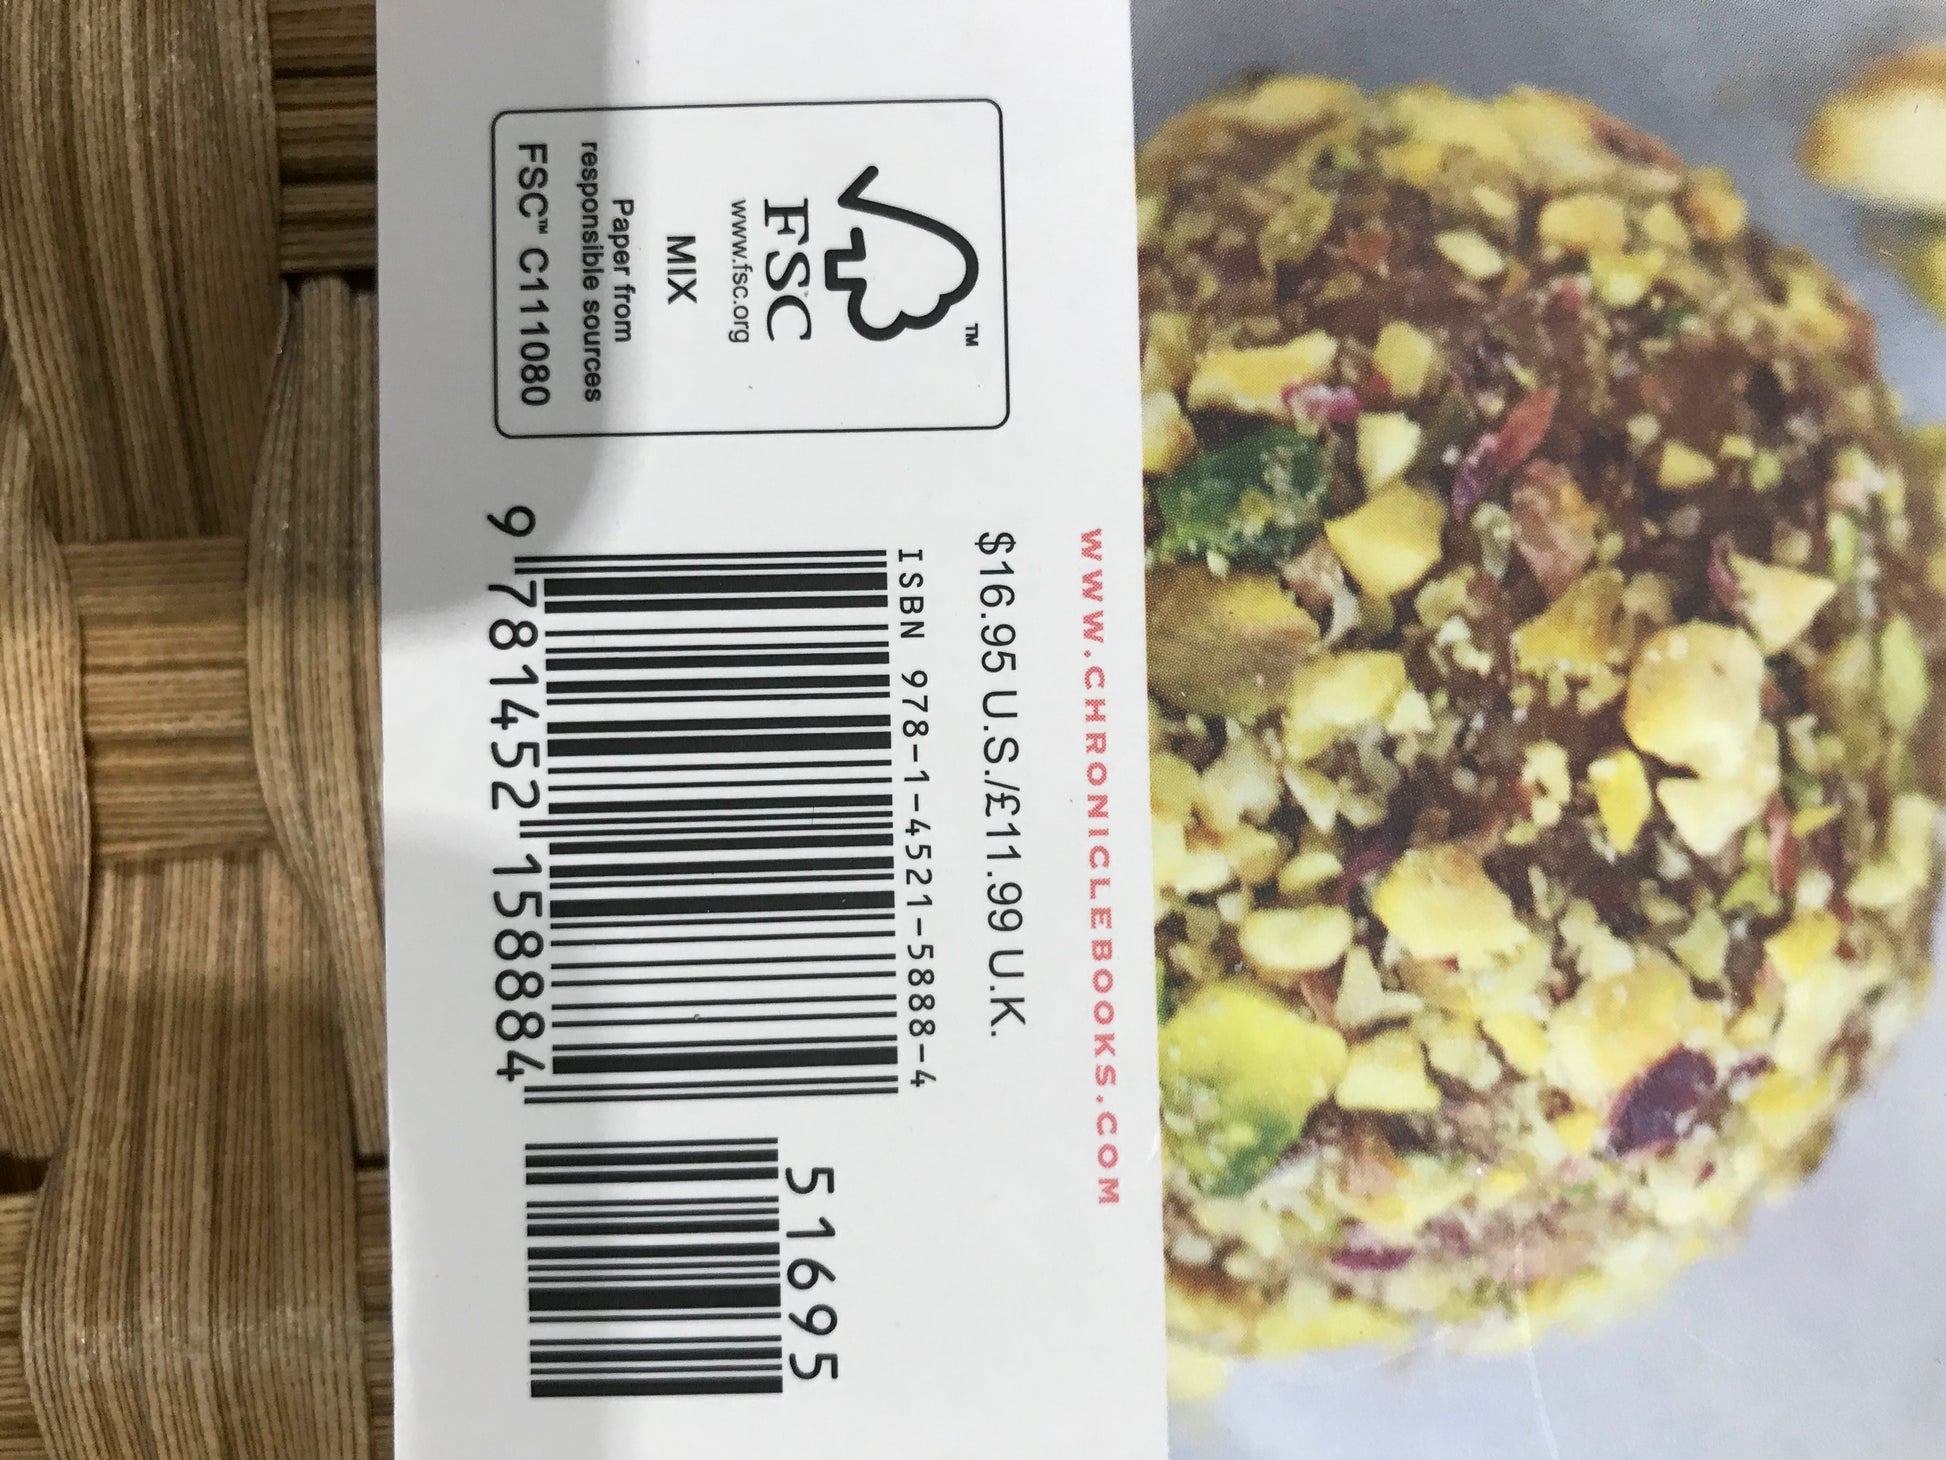 WWW.CHRONICLEBOOKS.COM
$16.95 U.S./£11.99 U.K.
ISBN 978-1-4521-5888-4
51695
9 781452 158884
™
FSC
www.fsc.org
MIX
Paper from
responsible sources
FSC™ C111080